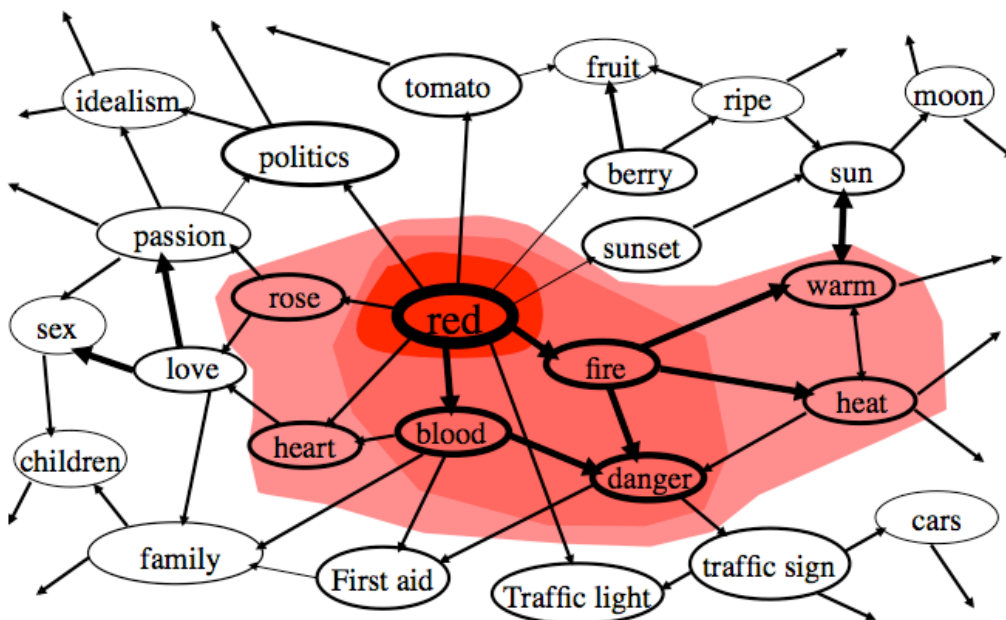 fruit
tomato
idealism
ripe
moon
politics
berry
sun
passion
sunset
rose
warm
red
sex
love
fire
heat
heart
blood
children
danger
cars
family
First aid
traffic sign
Traffic light